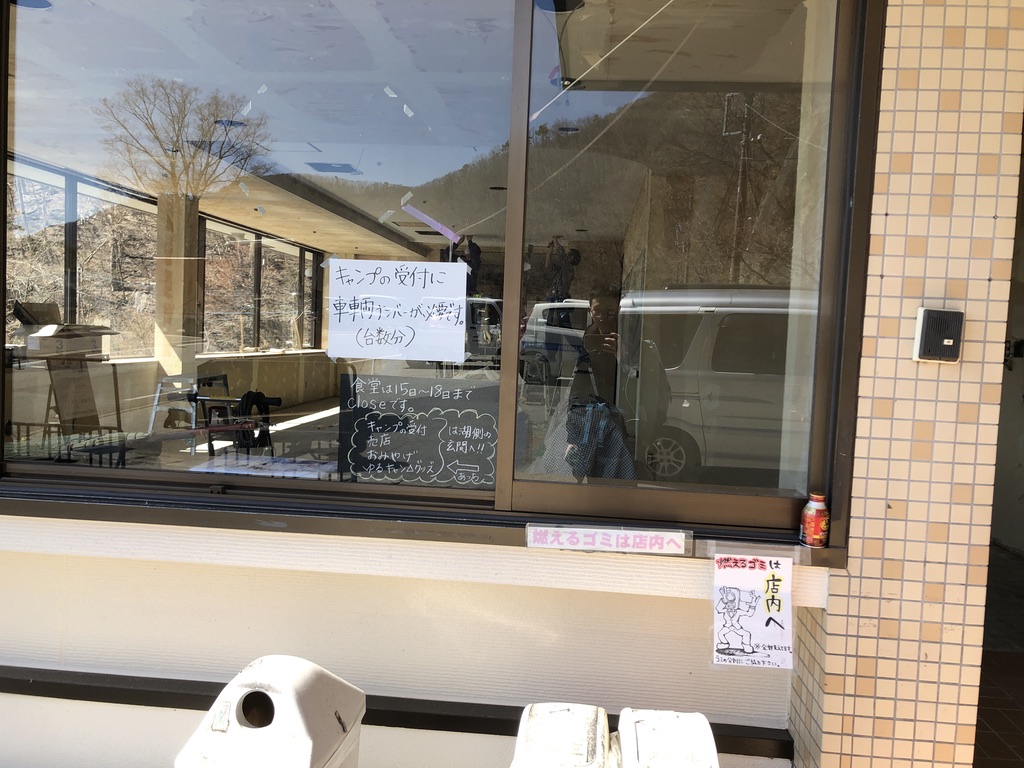 キャンプの受付に
車輌ナンバーが必要です。
(台数分)
食堂は15日〜18日まで
closeです。
キャンプの受付
売店
おみやげ
ゆるキャン△グッズ
は湖側の
玄関へ!!
あっち
燃えるゴミは店内へ
燃えるゴミは
店内へ